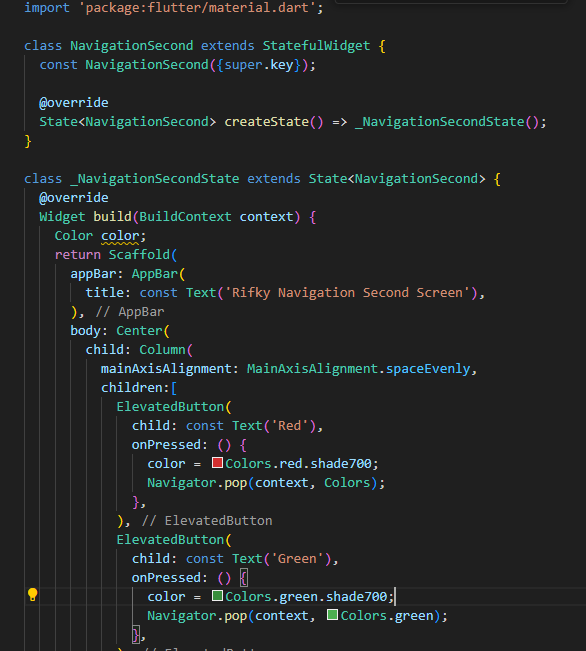 import 'package:flutter/material.dart';
class NavigationSecond extends StatefulWidget {
const NavigationSecond({super.key});
@override
State<NavigationSecond> createState() => _NavigationSecondState();
}
class _NavigationSecondState extends State<NavigationSecond> {
@override
Widget build(BuildContext context) {
Color color;
return Scaffold(
appBar: AppBar(
title: const Text('Rifky Navigation Second Screen'),
), // AppBar
body: Center(
child: Column(
mainAxisAlignment: MainAxisAlignment.spaceEvenly,
children:[
ElevatedButton(
child: const Text('Red'),
onPressed: () {
color = Colors.red.shade700;
Navigator.pop(context, Colors);
},
), // ElevatedButton
ElevatedButton(
child: const Text('Green'),
onPressed: () {
color = Colors.green.shade700;
Navigator.pop(context, Colors.green);
},